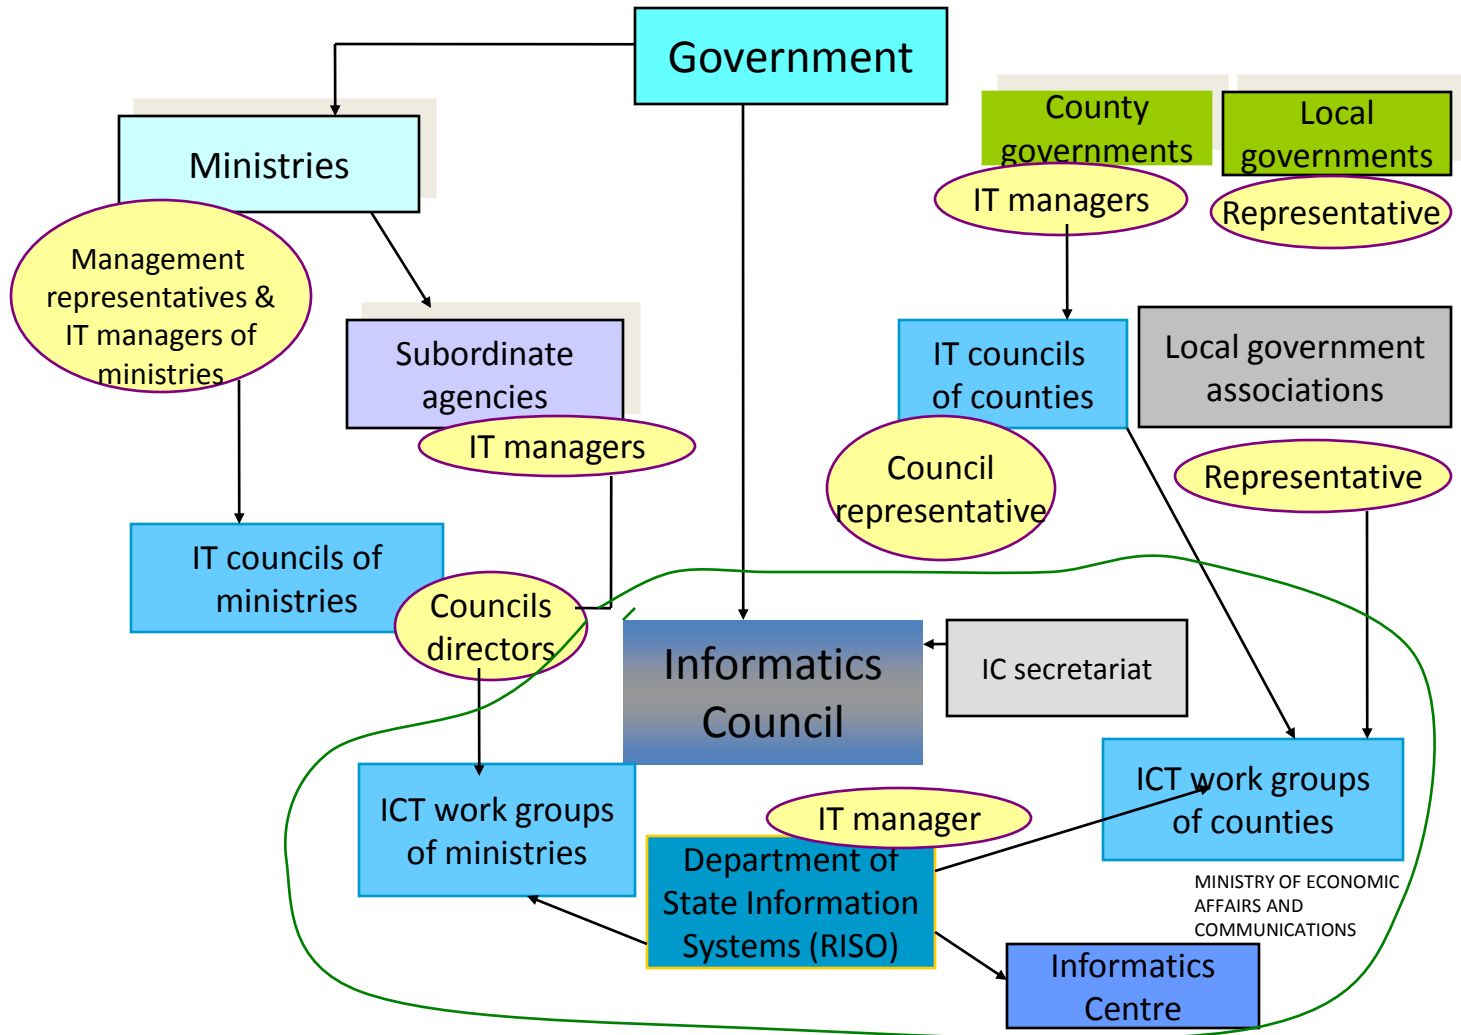 Government
County
governments
Local
governments
Ministries
IT managers
Representative
Management
representatives &
IT managers of
ministries
Subordinate
agencies
IT managers
IT councils
of counties
Local government
associations
Council
representative
Representative
IT councils of
ministries
Councils
directors
Informatics
Council
IC secretariat
ICT work groups
of ministries
IT manager
ICT work groups
of counties
Department of
State Information
Systems (RISO)
MINISTRY OF ECONOMIC
AFFAIRS AND
COMMUNICATIONS
Informatics
Centre